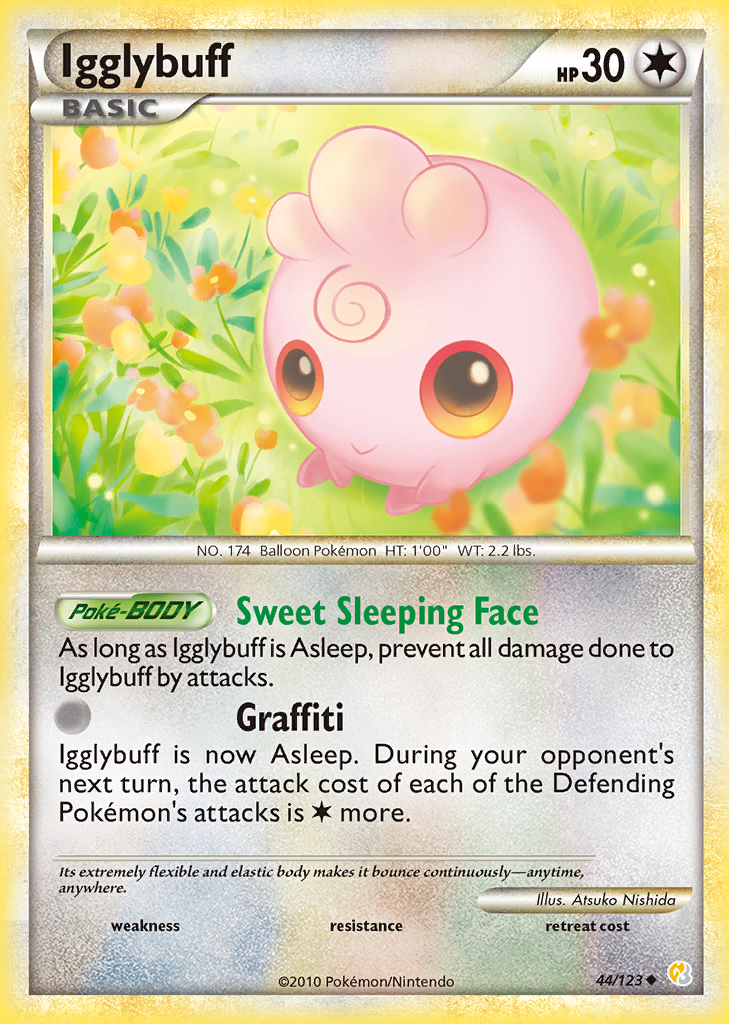 Igglybuff
HP 30
BASIC
NO. 174 Balloon Pokémon HT: 1'00" WT: 2.2 lbs.
Poké-BODY Sweet Sleeping Face
As long as Igglybuff is Asleep, prevent all damage done to
Igglybuff by attacks.
Graffiti
Igglybuff is now Asleep. During your opponent's
next turn, the attack cost of each of the Defending
Pokémon's attacks is ✶ more.
Its extremely flexible and elastic body makes it bounce continuously—anytime,
anywhere.
Illus. Atsuko Nishida
weakness resistance retreat cost
©2010 Pokémon/Nintendo
44/123 ◆